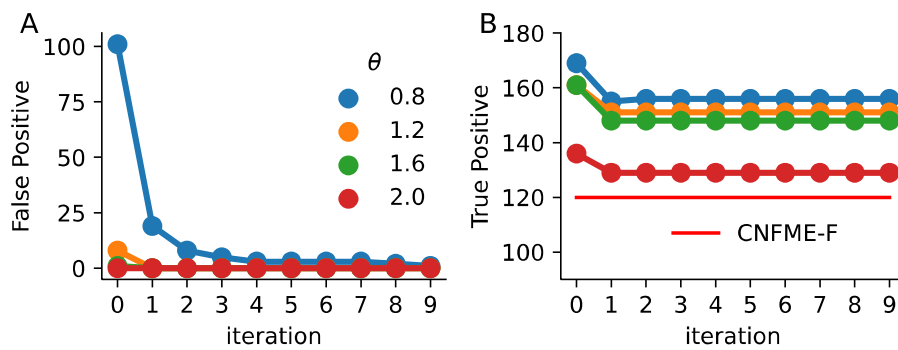 A
False Positive
100
75
50
25
0
θ
0.8
1.2
1.6
2.0
0 1 2 3 4 5 6 7 8 9
iteration
B
True Positive
180
160
140
120
100
CNFME-F
0 1 2 3 4 5 6 7 8 9
iteration